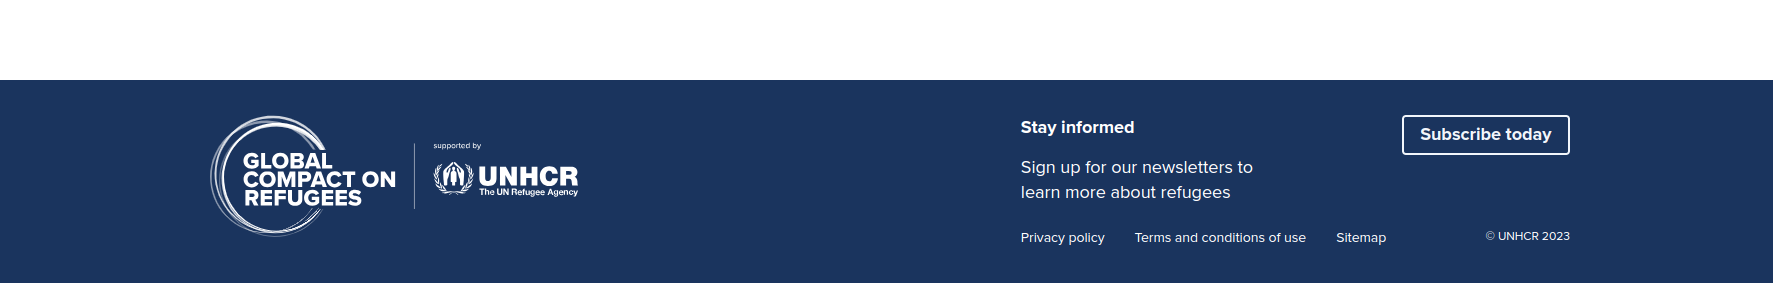 GLOBAL
COMPACT ON
REFUGEES
supported by
UNHCR
The UN Refugee Agency
Stay informed
Sign up for our newsletters to
learn more about refugees
Subscribe today
Privacy policy
Terms and conditions of use
Sitemap
© UNHCR 2023